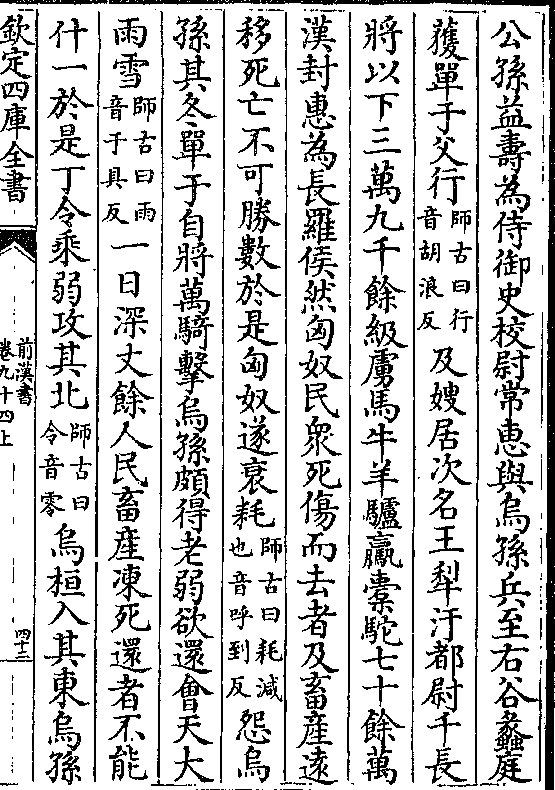 公孫益壽為侍御史校尉常惠與烏孫兵至右谷蠡庭
獲單于父行師古曰行音胡浪反及嫂居次名王犁汙都尉千長
將以下三萬九千餘級虜馬牛羊驢臝橐駝七十餘萬
漢封惠為長羅侯然匈奴民衆死傷而去者及畜產遠
移死亡不可勝數於是匈奴遂衰耗師古曰耗減也音呼到反怨烏
孫其冬單于自將萬騎擊烏孫頗得老弱欲還會天大
雨雪師古曰雨音于具反一日深丈餘人民畜產凍死還者不能
什一於是丁令乘弱攻其北師古曰令音零烏桓入其東烏孫
欽定四庫全書
前漢書
卷九十四上
四十二